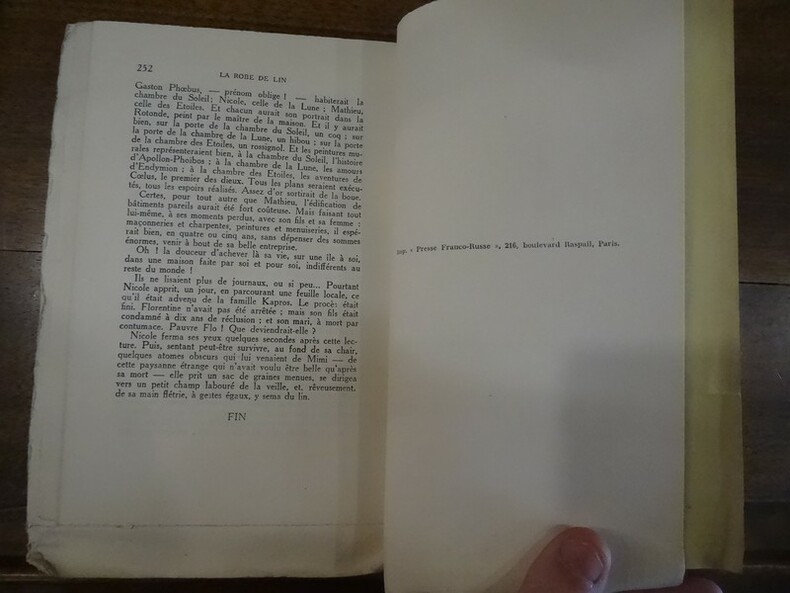 252
LA ROBE DE LIN
Gaston Phœbus, — prénom oblige ! — habiterait la
chambre du Soleil; Nicole, celle de la Lune ; Mathieu,
celle des Etoiles. Et chacun aurait son portrait dans la
Rotonde, peint par le maître de la maison. Et il y aurait
bien, sur la porte de la chambre du Soleil, un coq ; sur
la porte de la chambre de la Lune, un hibou ; sur la porte
de la chambre des Etoiles, un rossignol. Et les peintures mu-
rales représenteraient bien, à la chambre du Soleil, l'histoire
d'Apollon-Phoibos ; à la chambre de la Lune, les amours
d'Endymion ; à la chambre des Etoiles, les aventures de
Cœlus, le premier des dieux. Tous les plans seraient exécu-
tés, tous les espoirs réalisés. Assez d'or sortirait de la boue.
Certes, pour tout autre que Mathieu, l'édification de
bâtiments pareils aurait été fort coûteuse. Mais faisant tout
lui-même, à ses moments perdus, avec son fils et sa femme :
maçonneries et charpentes, peintures et menuiseries, il espé-
rait bien, en quatre ou cinq ans, sans dépenser des sommes
énormes, venir à bout de sa belle entreprise.
Oh ! la douceur d'achever là sa vie, sur une île à soi,
dans une maison faite par soi et pour soi, indifférents au
reste du monde !
Ils ne lisaient plus de journaux, ou si peu... Pourtant
Nicole apprit, un jour, en parcourant une feuille locale, ce
qu'il était advenu de la famille Kapros. Le procès était
fini. Florentine n'avait pas été arrêtée ; mais son fils était
condamné à dix ans de réclusion ; et son mari, à mort par
contumace. Pauvre Flo ! Que deviendrait-elle ?
Nicole ferma ses yeux quelques secondes après cette lec-
ture. Puis, sentant peut-être survivre, au fond de sa chair,
quelques atomes obscurs qui lui venaient de Mimi — de
cette paysanne étrange qui n'avait voulu être belle qu'après
sa mort — elle prit un sac de graines menues, se dirigea
vers un petit champ labouré de la veille, et, rêveusement,
de sa main flétrie, à gestes égaux, y sema du lin.
FIN
Imp. « Presse Franco-Russe », 216, boulevard Raspail, Paris.